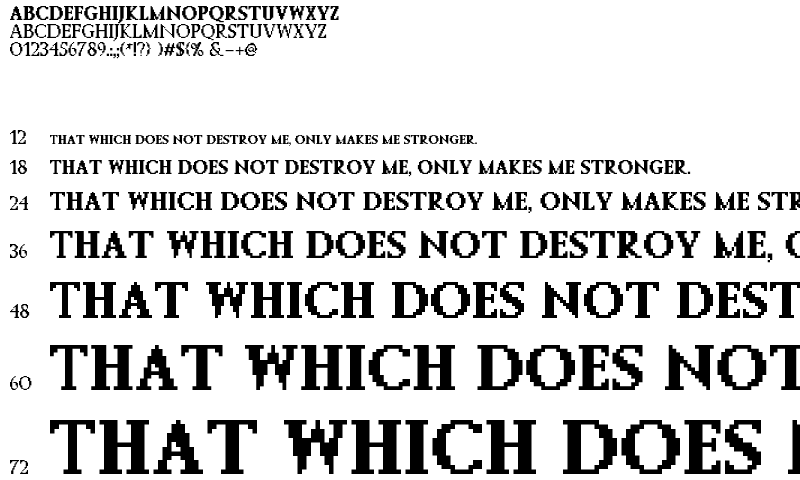 ABCDEFGHIJKLMNOPQRSTUVWXYZ
ABCDEFGHIJKLMNOPQRSTUVWXYZ
0123456789.:,;(*!?) )#${% &-–+@
12 THAT WHICH DOES NOT DESTROY ME, ONLY MAKES ME STRONGER.
18 THAT WHICH DOES NOT DESTROY ME, ONLY MAKES ME STRONGER.
24 THAT WHICH DOES NOT DESTROY ME, ONLY MAKES ME STR
36 THAT WHICH DOES NOT DESTROY ME, O
48 THAT WHICH DOES NOT DEST
60 THAT WHICH DOES NOT
72 THAT WHICH DOES